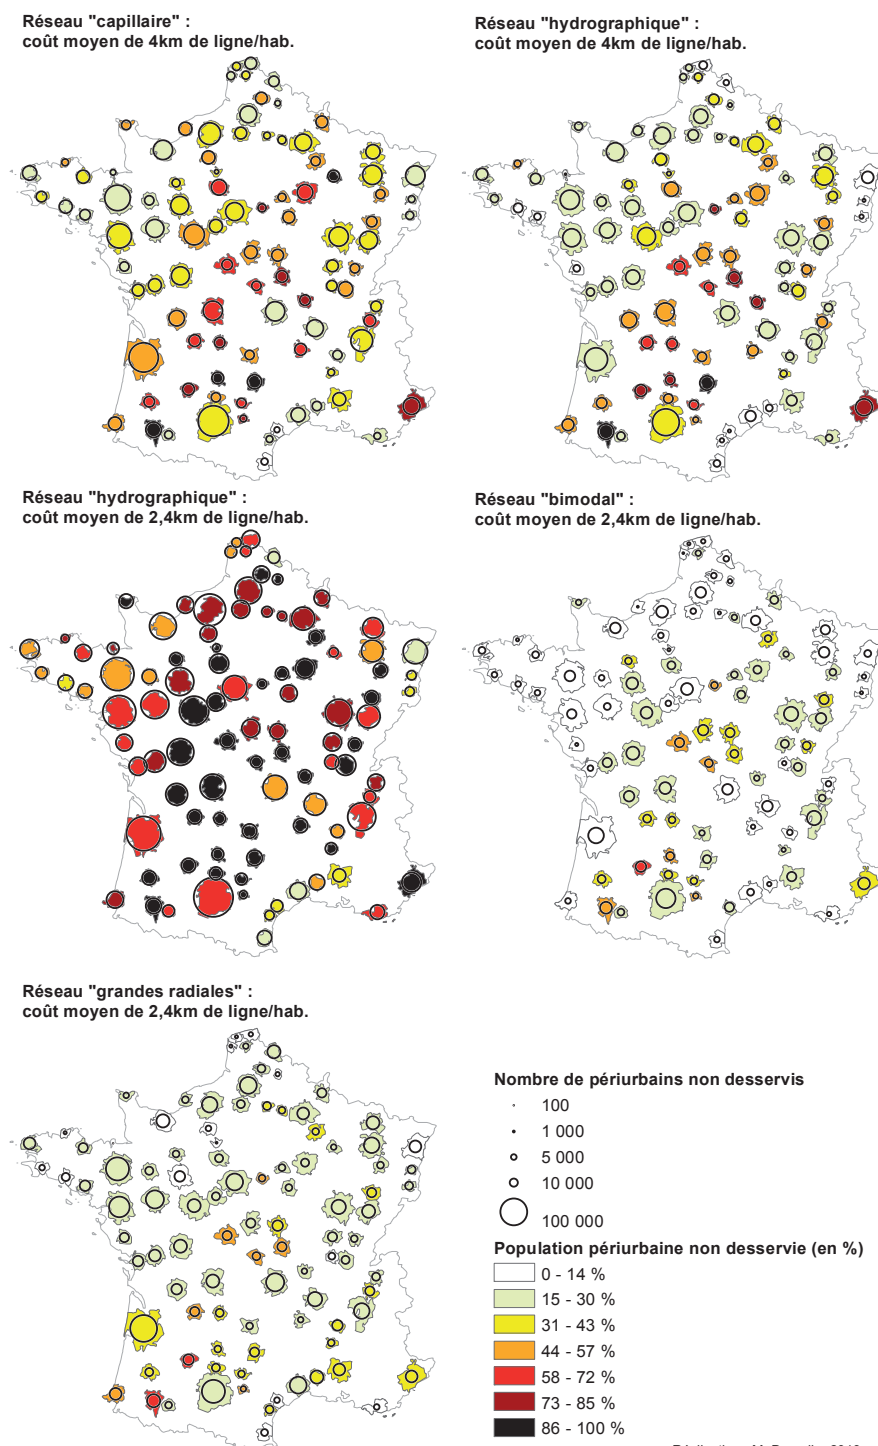 Réseau "capillaire" :
coût moyen de 4km de ligne/hab.
Réseau "hydrographique" :
coût moyen de 4km de ligne/hab.
Réseau "hydrographique" :
coût moyen de 2,4km de ligne/hab.
Réseau "bimodal" :
coût moyen de 2,4km de ligne/hab.
Réseau "grandes radiales" :
coût moyen de 2,4km de ligne/hab.
Nombre de périurbains non desservis
100
1 000
5 000
10 000
100 000
Population périurbaine non desservie (en %)
0 - 14 %
15 - 30 %
31 - 43 %
44 - 57 %
58 - 72 %
73 - 85 %
86 - 100 %